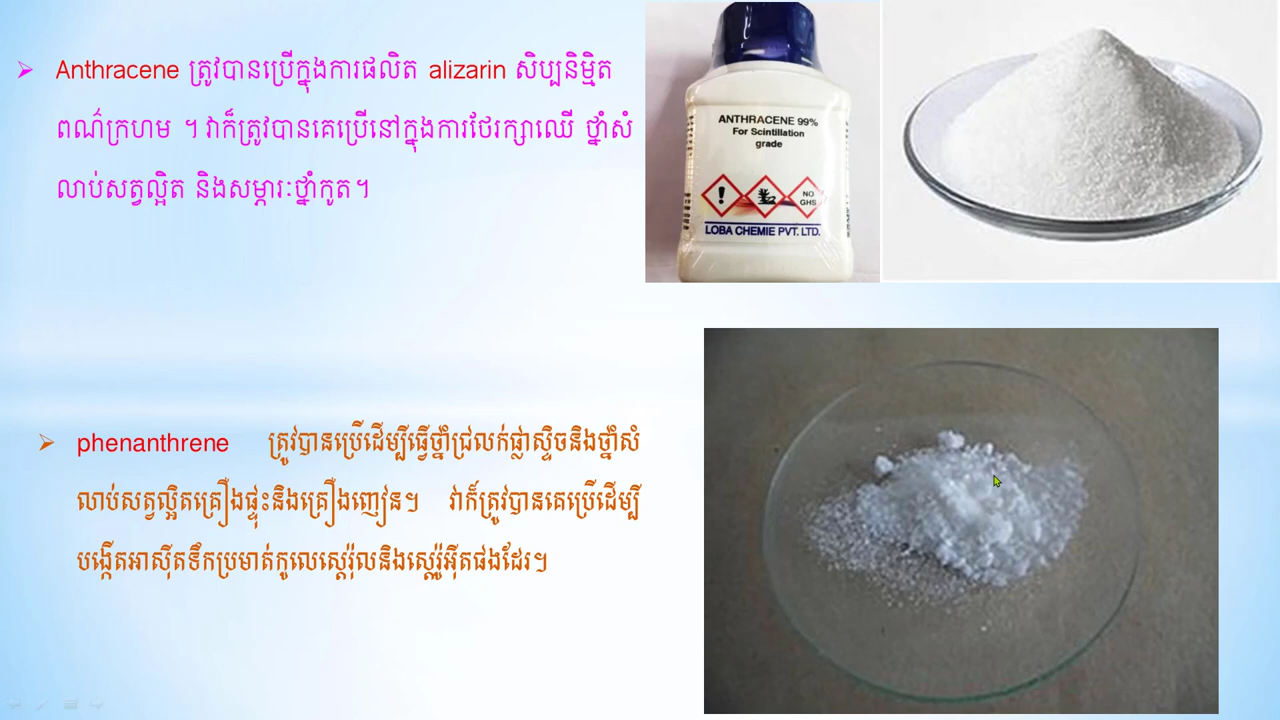 Anthracene ត្រូវបានប្រើក្នុងការផលិត alizarin សិប្បនិម្មិត
ពណ៌ក្រហម ។ វាក៏ត្រូវបានគេប្រើនៅក្នុងការថែរក្សាឈើ ថ្នាំសំ
លាប់សត្វល្អិត និងសម្ភារៈថ្នាំកូត។
ANTHRACENE 99%
For Scintillation
grade
NO
GHS
LOBA CHEMIE PVT. LTD.
phenanthrene ត្រូវបានប្រើដើម្បីធ្វើថ្នាំជ្រលក់ផ្លាស្ទិចនិងថ្នាំសំ
លាប់សត្វល្អិតគ្រឿងផ្ទុះនិងគ្រឿងញៀន។ វាក៏ត្រូវបានគេប្រើដើម្បី
បង្កើតអាស៊ីតទឹកប្រមាត់កូលេស្តេរ៉ុលនិងស្តេរ៉ូអ៊ីតផងដែរ។